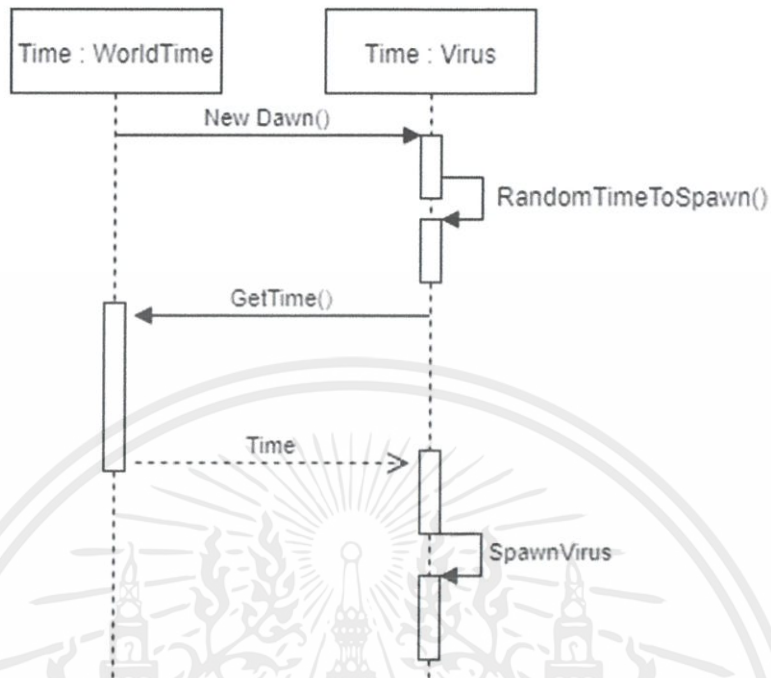 Time : WorldTime
Time : Virus
New Dawn()
RandomTimeToSpawn()
GetTime()
Time
SpawnVirus